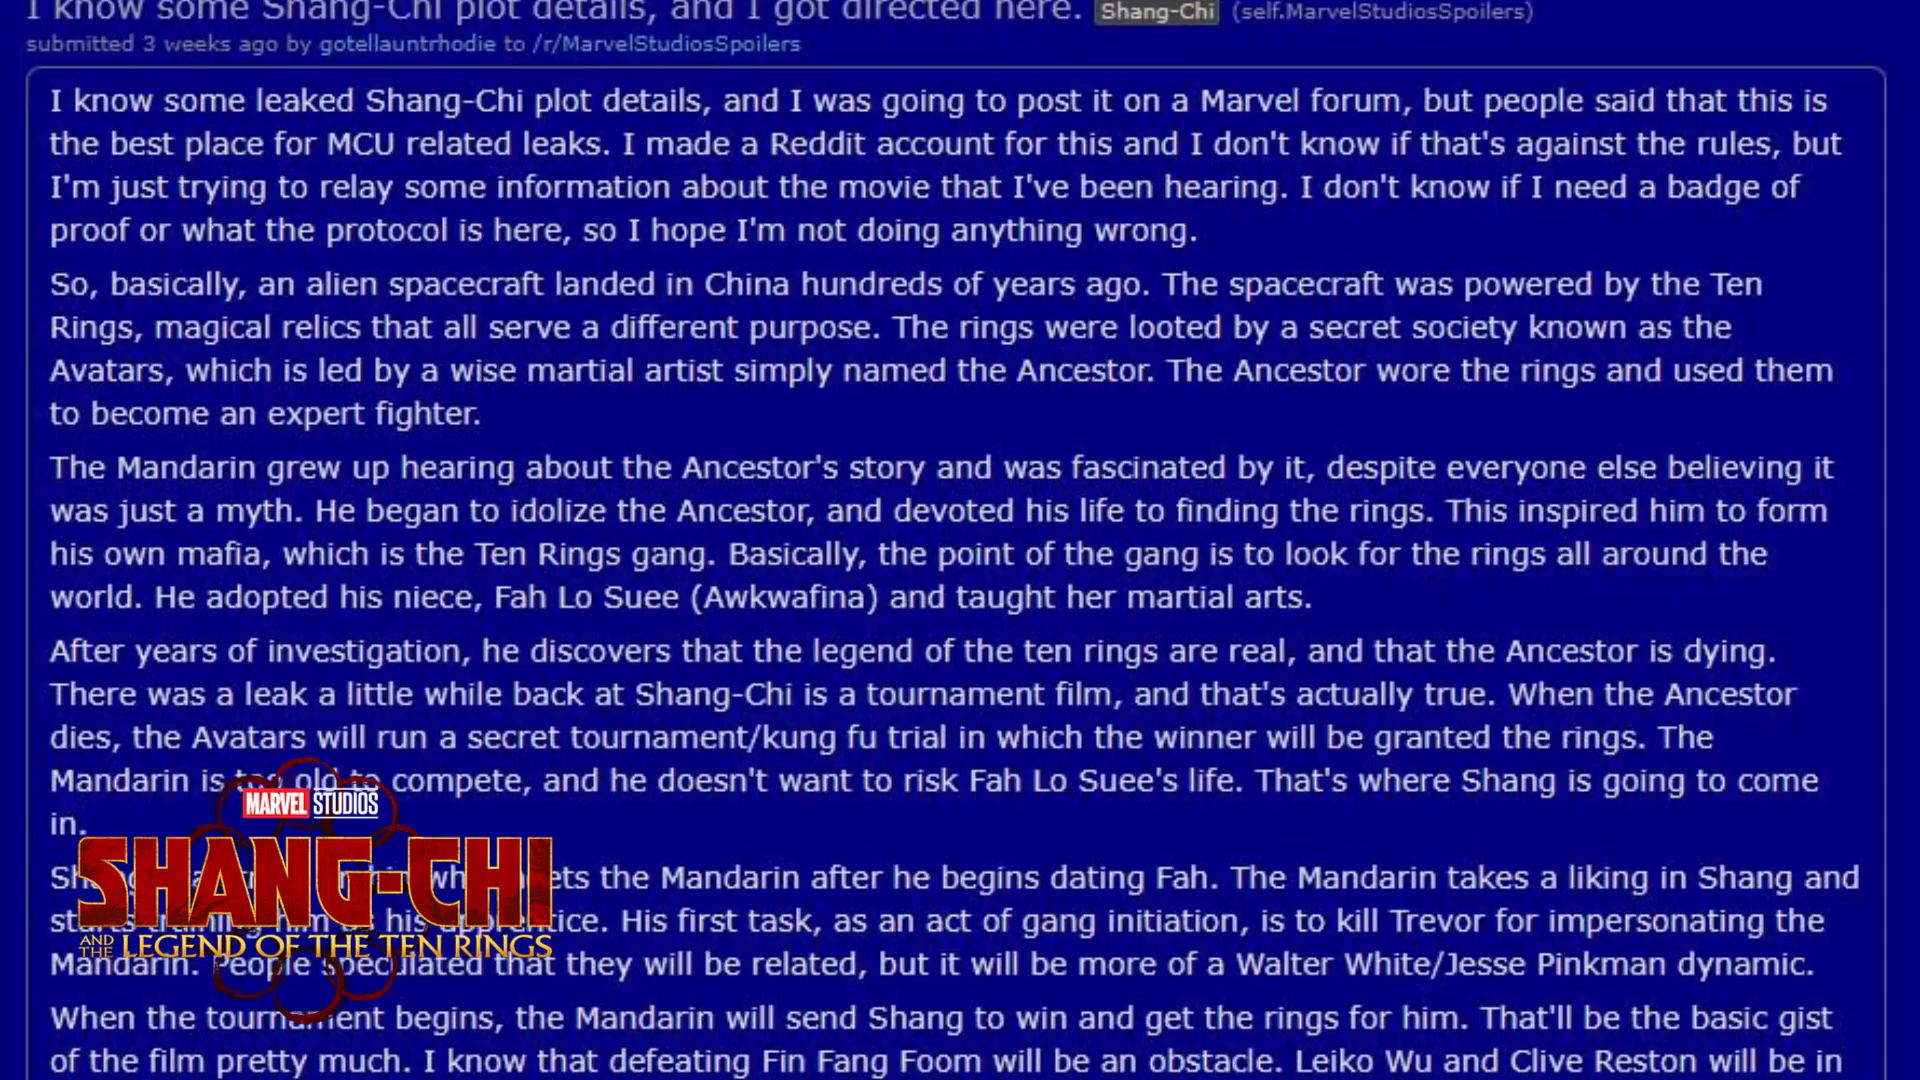 I know some Shang-Chi plot details, and I got directed here. Shang-Chi (self.MarvelStudiosSpoilers)
submitted 3 weeks ago by gotellauntrhodie to /r/MarvelStudiosSpoilers
I know some leaked Shang-Chi plot details, and I was going to post it on a Marvel forum, but people said that this is
the best place for MCU related leaks. I made a Reddit account for this and I don't know if that's against the rules, but
I'm just trying to relay some information about the movie that I've been hearing. I don't know if I need a badge of
proof or what the protocol is here, so I hope I'm not doing anything wrong.
So, basically, an alien spacecraft landed in China hundreds of years ago. The spacecraft was powered by the Ten
Rings, magical relics that all serve a different purpose. The rings were looted by a secret society known as the
Avatars, which is led by a wise martial artist simply named the Ancestor. The Ancestor wore the rings and used them
to become an expert fighter.
The Mandarin grew up hearing about the Ancestor's story and was fascinated by it, despite everyone else believing it
was just a myth. He began to idolize the Ancestor, and devoted his life to finding the rings. This inspired him to form
his own mafia, which is the Ten Rings gang. Basically, the point of the gang is to look for the rings all around the
world. He adopted his niece, Fah Lo Suee (Awkwafina) and taught her martial arts.
After years of investigation, he discovers that the legend of the ten rings are real, and that the Ancestor is dying.
There was a leak a little while back at Shang-Chi is a tournament film, and that's actually true. When the Ancestor
dies, the Avatars will run a secret tournament/kung fu trial in which the winner will be granted the rings. The
Mandarin is too old to compete, and he doesn't want to risk Fah Lo Suee's life. That's where Shang is going to come
in.
MARVEL STUDIOS
SHANG-CHI
AND THE LEGEND OF THE TEN RINGS
the Mandarin after he begins dating Fah. The Mandarin takes a liking in Shang and
his first task, as an act of gang initiation, is to kill Trevor for impersonating the
Mandarin. People speculated that they will be related, but it will be more of a Walter White/Jesse Pinkman dynamic.
When the tournament begins, the Mandarin will send Shang to win and get the rings for him. That'll be the basic gist
of the film pretty much. I know that defeating Fin Fang Foom will be an obstacle. Leiko Wu and Clive Reston will be in